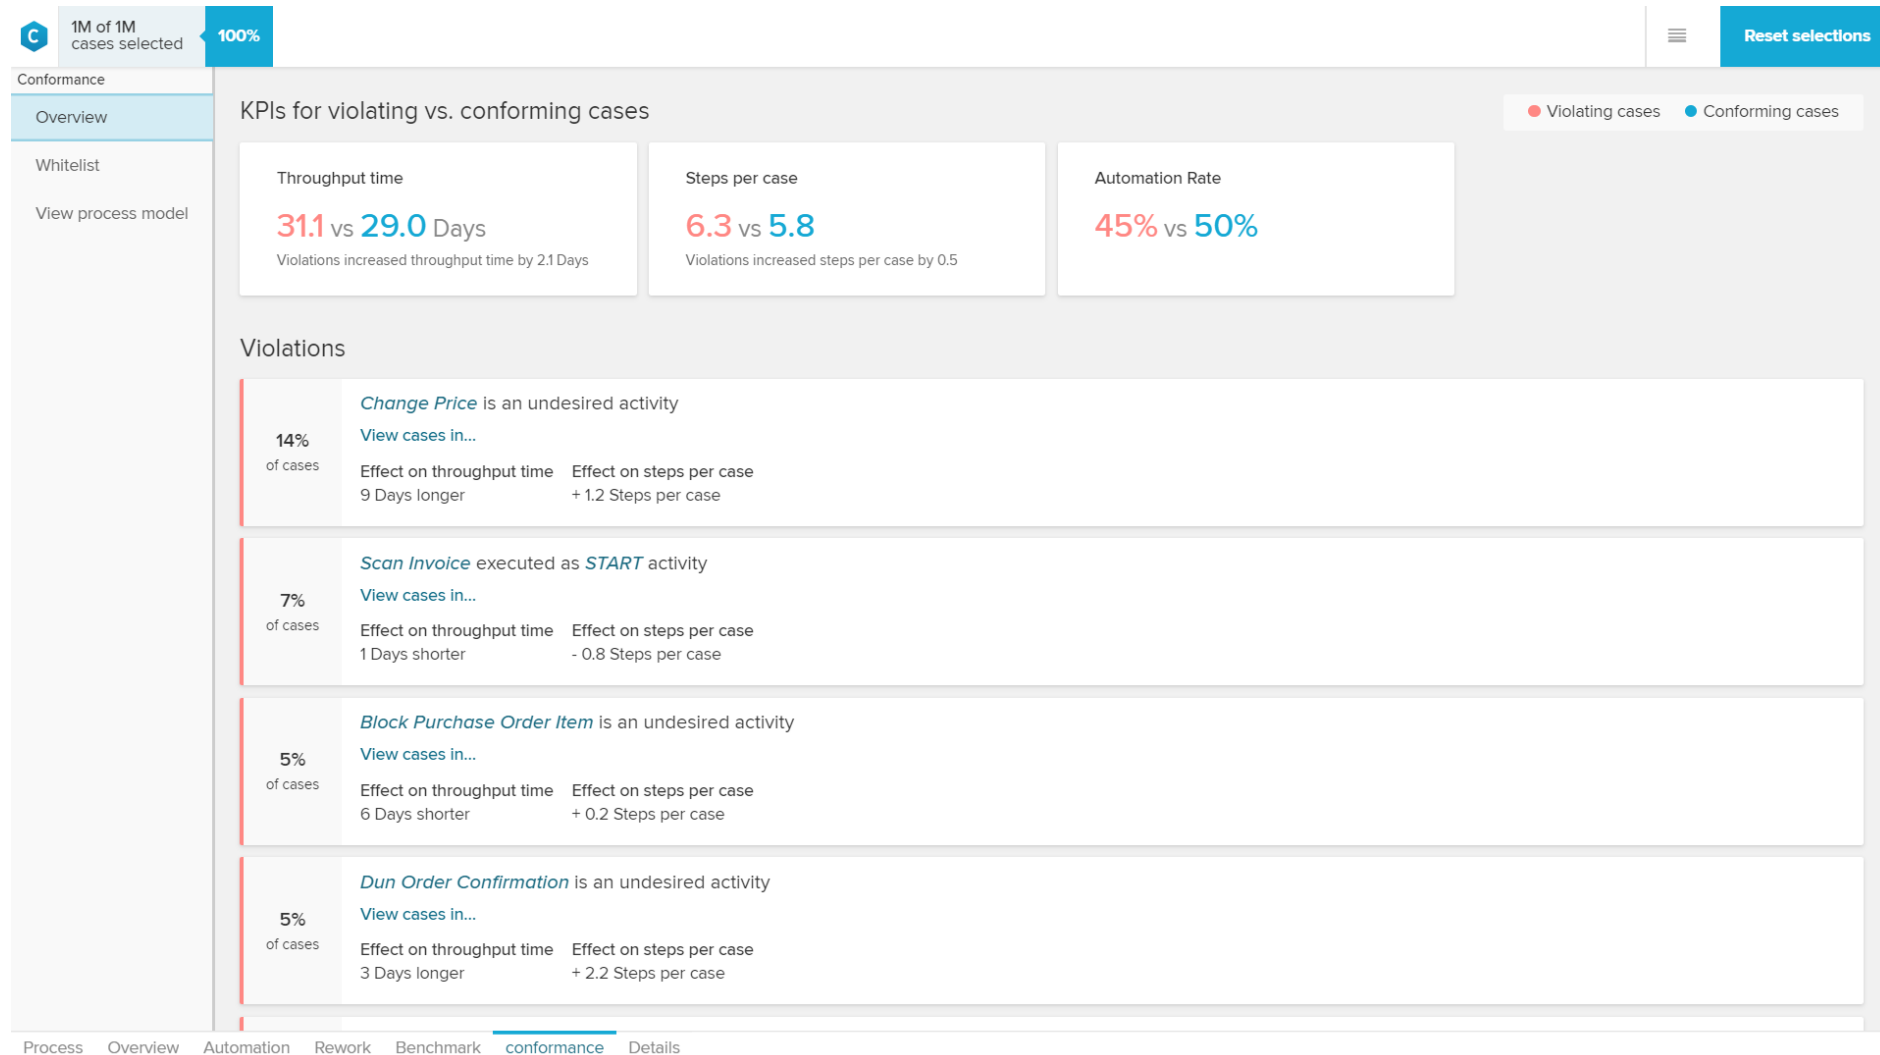 C
1M of 1M
cases selected
100%
Reset selections
Conformance
Overview
Whitelist
View process model
KPIs for violating vs. conforming cases
Violating cases
Conforming cases
Throughput time
31.1 vs 29.0 Days
Violations increased throughput time by 2.1 Days
Steps per case
6.3 vs 5.8
Violations increased steps per case by 0.5
Automation Rate
45% vs 50%
Violations
14%
of cases
Change Price is an undesired activity
View cases in...
Effect on throughput time Effect on steps per case
9 Days longer + 1.2 Steps per case
7%
of cases
Scan Invoice executed as START activity
View cases in...
Effect on throughput time Effect on steps per case
1 Days shorter - 0.8 Steps per case
5%
of cases
Block Purchase Order Item is an undesired activity
View cases in...
Effect on throughput time Effect on steps per case
6 Days shorter + 0.2 Steps per case
5%
of cases
Dun Order Confirmation is an undesired activity
View cases in...
Effect on throughput time Effect on steps per case
3 Days longer + 2.2 Steps per case
Process Overview Automation Rework Benchmark conformance Details